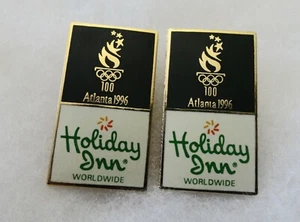 100
Atlanta 1996
Holiday
Inn®
WORLDWIDE
100
Atlanta 1996
Holiday
Inn®
WORLDWIDE